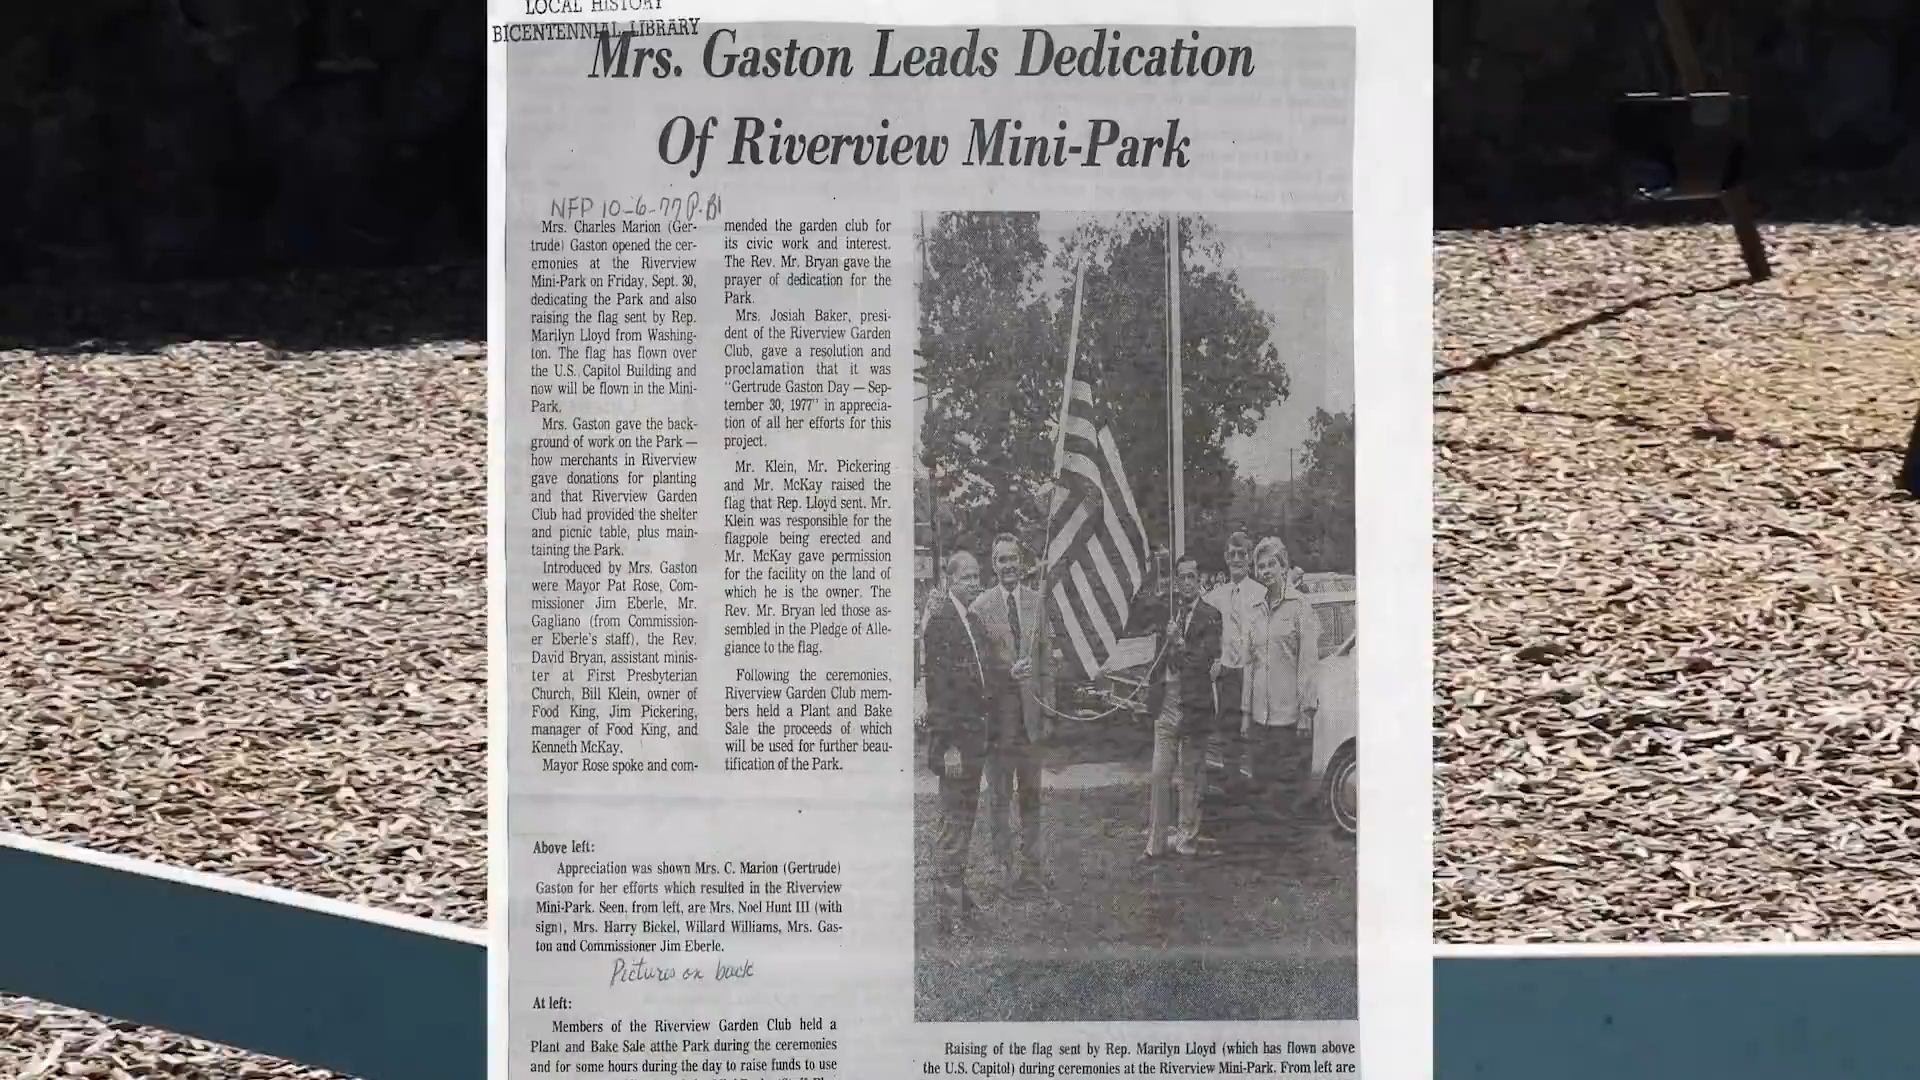 LOCAL HISTORY
BICENTENNIAL LIBRARY
Mrs. Gaston Leads Dedication
Of Riverview Mini-Park
NFP 10-6-77 P.B1
Mrs. Charles Marion (Ger-
trude) Gaston opened the cer-
emonies at the Riverview
Mini-Park on Friday, Sept. 30,
dedicating the Park and also
raising the flag sent by Rep.
Marilyn Lloyd from Washing-
ton. The flag has flown over
the U.S. Capitol Building and
now will be flown in the Mini-
Park.
Mrs. Gaston gave the back-
ground of work on the Park —
how merchants in Riverview
gave donations for planting
and that Riverview Garden
Club had provided the shelter
and picnic table, plus main-
taining the Park.
Introduced by Mrs. Gaston
were Mayor Pat Rose, Com-
missioner Jim Eberle, Mr.
Gagliano (from Commission-
er Eberle's staff), the Rev.
David Bryan, assistant minis-
ter at First Presbyterian
Church, Bill Klein, owner of
Food King, Jim Pickering,
manager of Food King, and
Kenneth McKay.
Mayor Rose spoke and com-
mended the garden club for
its civic work and interest.
The Rev. Mr. Bryan gave the
prayer of dedication for the
Park.
Mrs. Josiah Baker, presi-
dent of the Riverview Garden
Club, gave a resolution and
proclamation that it was
"Gertrude Gaston Day — Sep-
tember 30, 1977" in apprecia-
tion of all her efforts for this
project.
Mr. Klein, Mr. Pickering
and Mr. McKay raised the
flag that Rep. Lloyd sent. Mr.
Klein was responsible for the
flagpole being erected and
Mr. McKay gave permission
for the facility on the land of
which he is the owner. The
Rev. Mr. Bryan led those as-
sembled in the Pledge of Alle-
giance to the flag.
Following the ceremonies,
Riverview Garden Club mem-
bers held a Plant and Bake
Sale the proceeds of which
will be used for further beau-
tification of the Park.
Above left:
Appreciation was shown Mrs. C. Marion (Gertrude)
Gaston for her efforts which resulted in the Riverview
Mini-Park. Seen, from left, are Mrs. Noel Hunt III (with
sign), Mrs. Harry Bickel, Willard Williams, Mrs. Gas-
ton and Commissioner Jim Eberle.
Pictures on back
At left:
Members of the Riverview Garden Club held a
Plant and Bake Sale atthe Park during the ceremonies
and for some hours during the day to raise funds to use
Raising of the flag sent by Rep. Marilyn Lloyd (which has flown above
the U.S. Capitol) during ceremonies at the Riverview Mini-Park. From left are